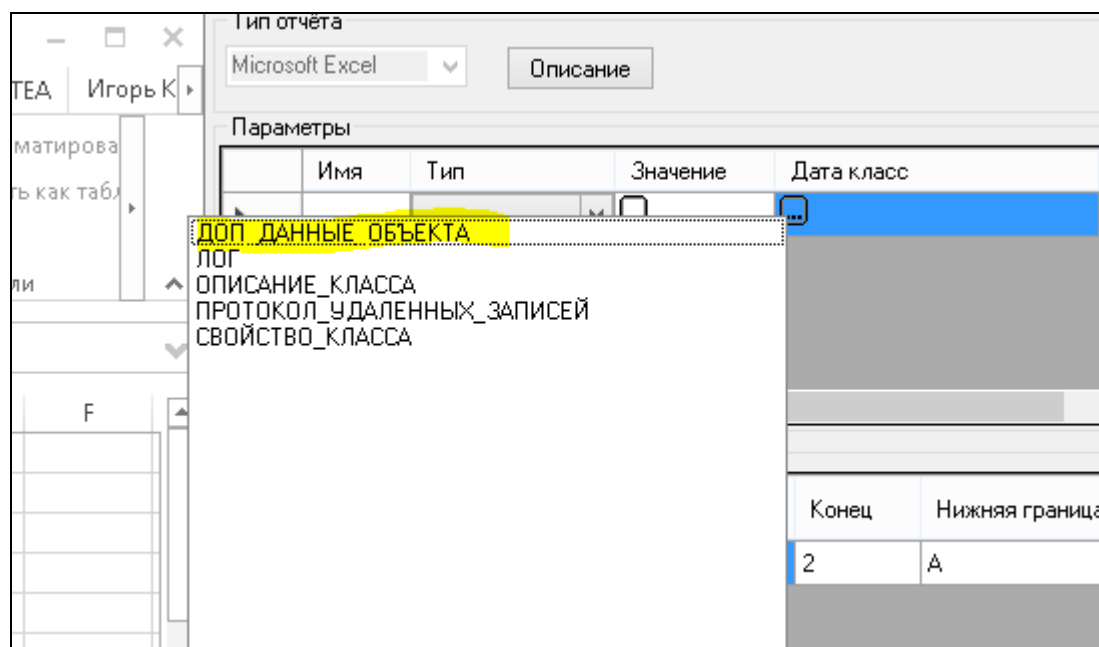 Тип отчёта
Microsoft Excel
Описание
TEA
Игорь К
Параметры
матирова
Имя Тип Значение Дата класс
ть как табл
...
ДОП_ДАННЫЕ_ОБЪЕКТА
ЛОГ
ОПИСАНИЕ_КЛАССА
ПРОТОКОЛ_УДАЛЕННЫХ_ЗАПИСЕЙ
СВОЙСТВО_КЛАССА
ли
F
Конец Нижняя граница
2 A